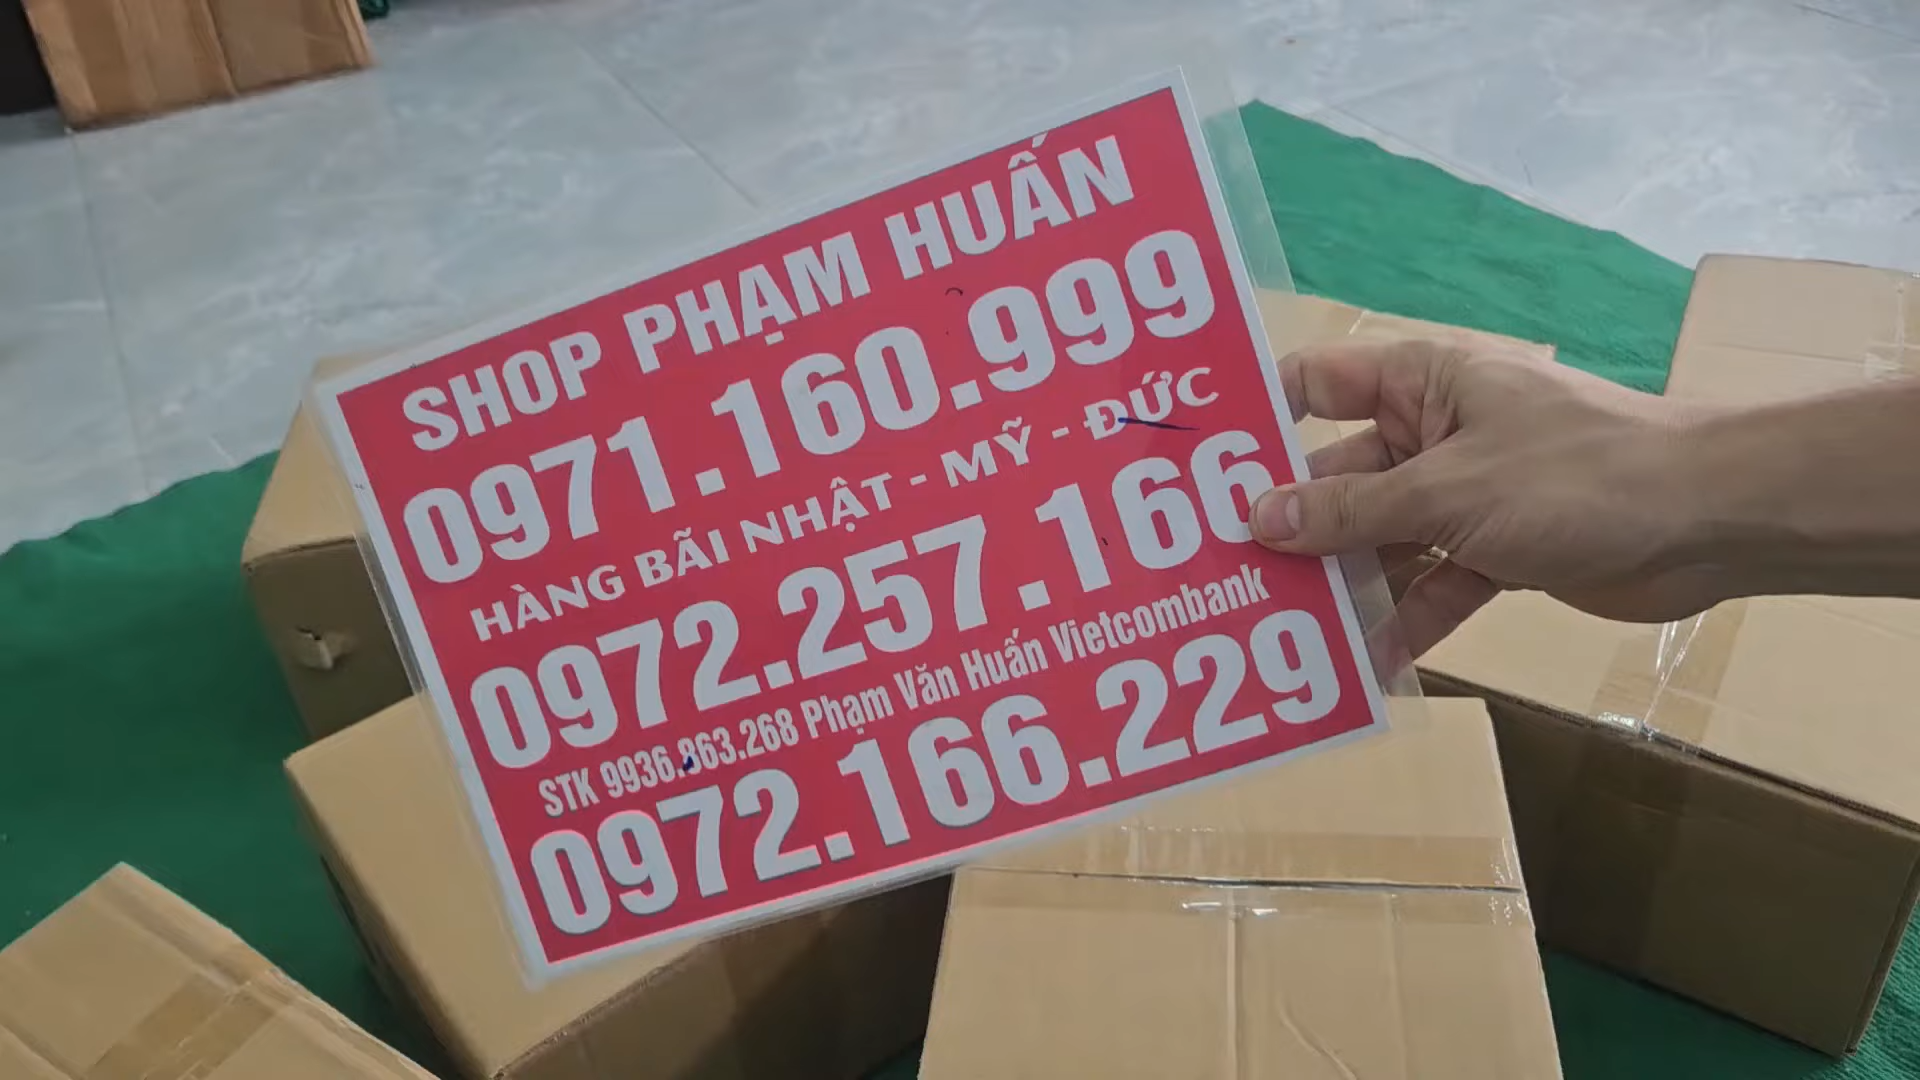 SHOP PHẠM HUẤN
0971.160.999
HÀNG BÃI NHẬT - MỸ - ĐỨC
0972.257.166
STK 9936.863.268 Phạm Văn Huấn Vietcombank
0972.166.229